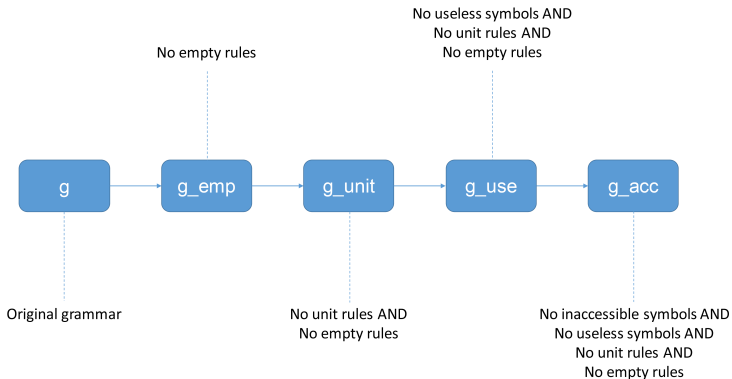 No useless symbols AND
No unit rules AND
No empty rules
No empty rules
g
g_emp
g_unit
g_use
g_acc
Original grammar
No unit rules AND
No empty rules
No inaccessible symbols AND
No useless symbols AND
No unit rules AND
No empty rules